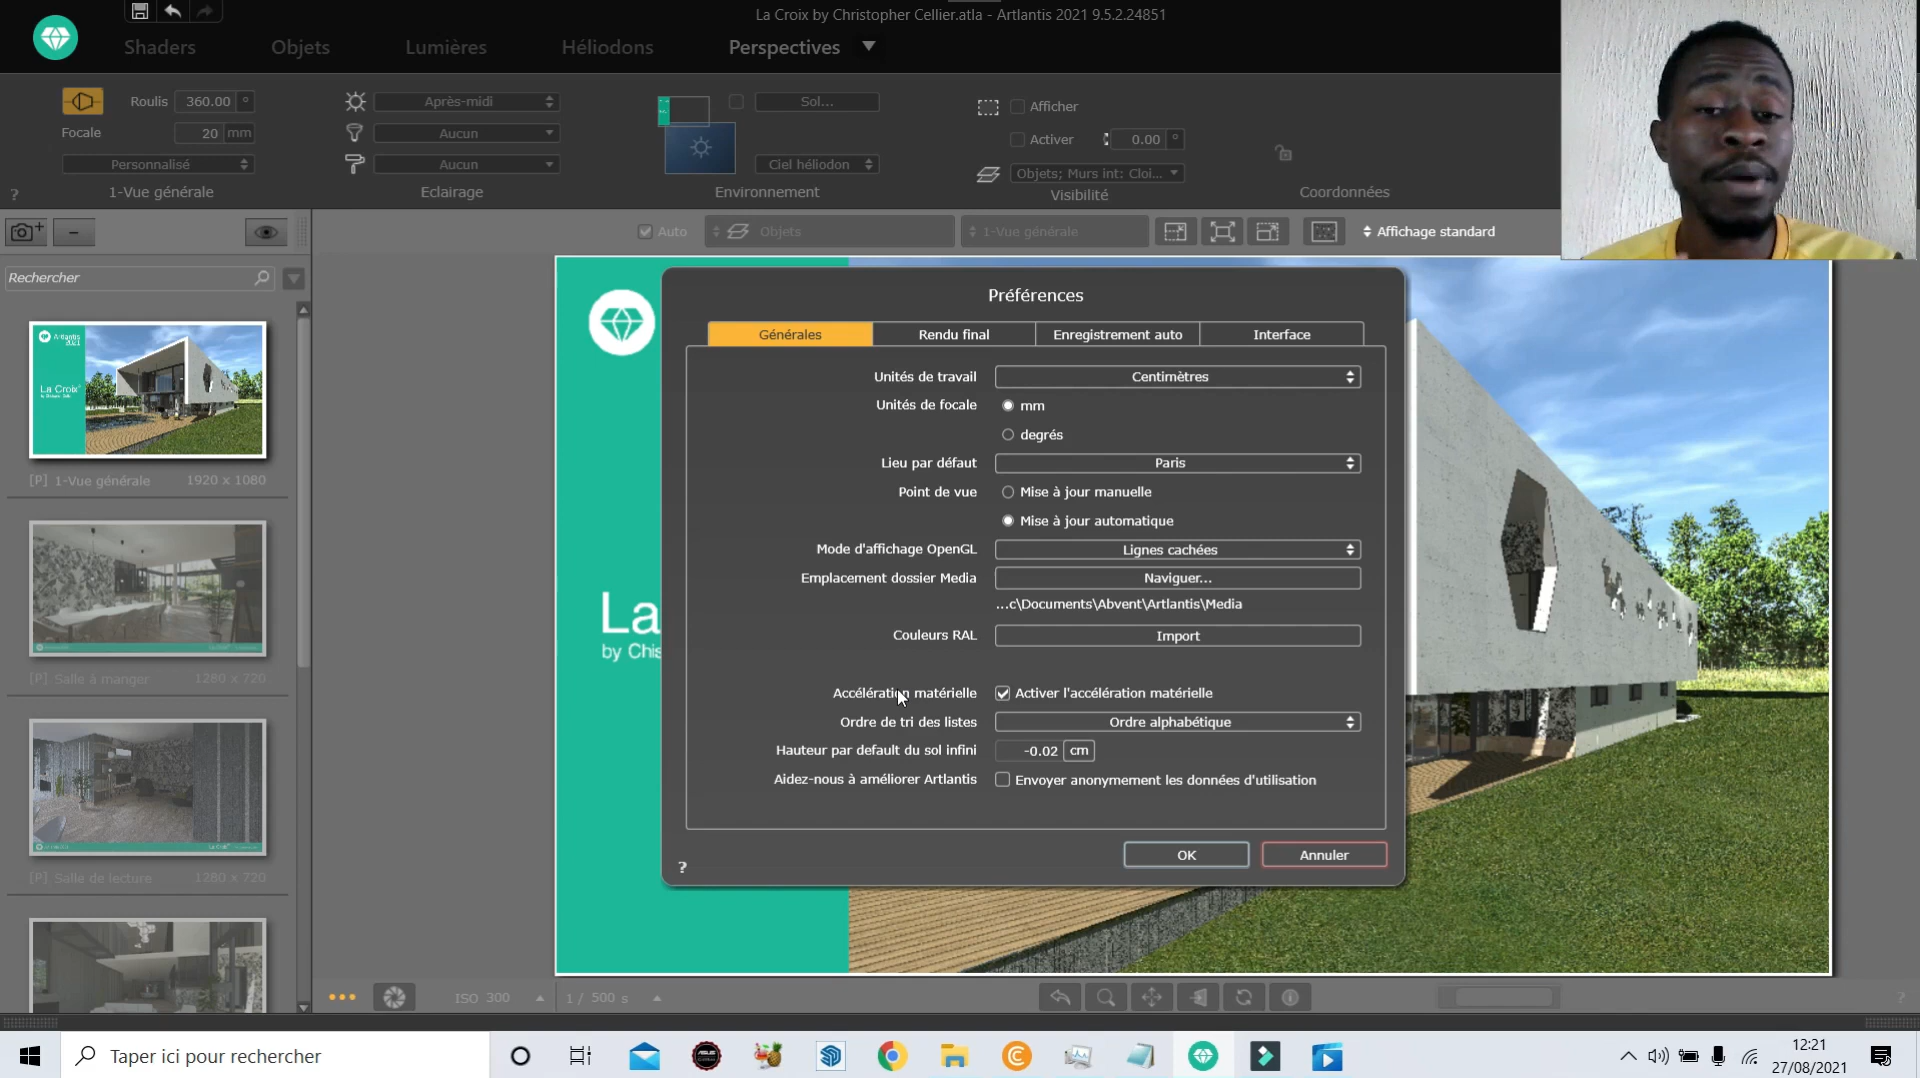 La Croix by Christopher Cellier.atla - Artlantis 2021 9.5.2.24851
Shaders Objets Lumières Héliodons Perspectives
Roulis 360.00 °
Focale 20 mm
Personnalisé
? 1-Vue générale
Après-midi
Aucun
Aucun
Eclairage
Sol...
Ciel héliodon
Environnement
Afficher
Activer 0.00 °
Objets; Murs int: Cloi...
Visibilité
Coordonnées
Auto Objets 1-Vue générale Affichage standard
Rechercher
Artlantis
2021
La Croix
[P] 1-Vue générale 1920 x 1080
[P] Salle à manger 1280 x 720
[P] Salle de lecture 1280 x 720
La
by Chis
Préférences
Générales Rendu final Enregistrement auto Interface
Unités de travail Centimètres
Unités de focale mm
degrés
Lieu par défaut Paris
Point de vue Mise à jour manuelle
Mise à jour automatique
Mode d'affichage OpenGL Lignes cachées
Emplacement dossier Media Naviguer...
...c\Documents\Abvent\Artlantis\Media
Couleurs RAL Import
Accélération matérielle Activer l'accélération matérielle
Ordre de tri des listes Ordre alphabétique
Hauteur par default du sol infini -0.02 cm
Aidez-nous à améliorer Artlantis Envoyer anonymement les données d'utilisation
? OK Annuler
ISO 300 1 / 500 s ?
Taper ici pour rechercher
12:21
27/08/2021